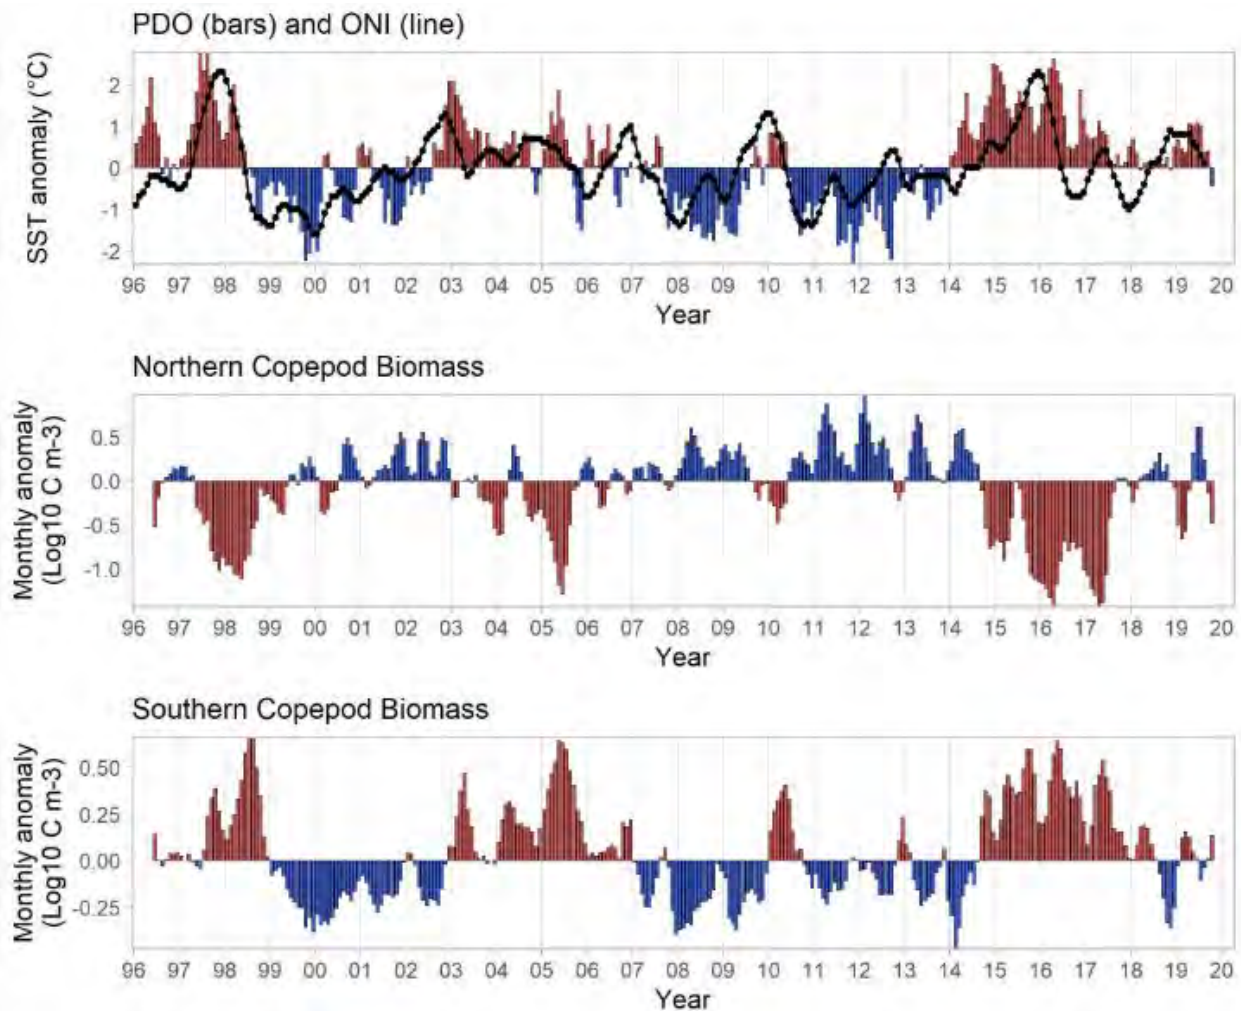 PDO (bars) and ONI (line)
SST anomaly (°C)
2
1
0
-1
-2
96 97 98 99 00 01 02 03 04 05 06 07 08 09 10 11 12 13 14 15 16 17 18 19 20
Year
Northern Copepod Biomass
Monthly anomaly
(Log10 C m-3)
0.5
0.0
-0.5
-1.0
96 97 98 99 00 01 02 03 04 05 06 07 08 09 10 11 12 13 14 15 16 17 18 19 20
Year
Southern Copepod Biomass
Monthly anomaly
(Log10 C m-3)
0.50
0.25
0.00
-0.25
96 97 98 99 00 01 02 03 04 05 06 07 08 09 10 11 12 13 14 15 16 17 18 19 20
Year